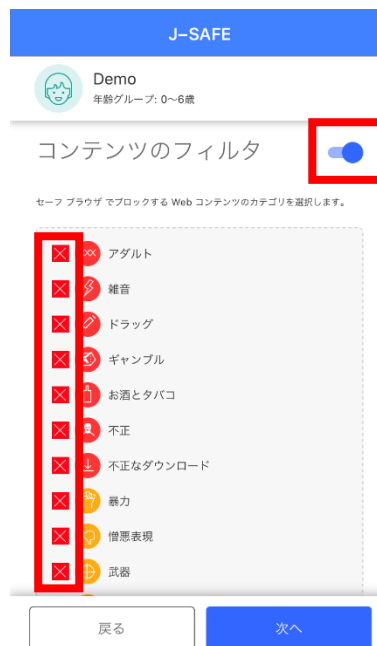 J-SAFE
Demo
年齢グループ: 0〜6歳
コンテンツのフィルタ
セーフ ブラウザ でブロックする Web コンテンツのカテゴリを選択します。
アダルト
雑音
ドラッグ
ギャンブル
お酒とタバコ
不正
不正なダウンロード
暴力
憎悪表現
武器
戻る
次へ